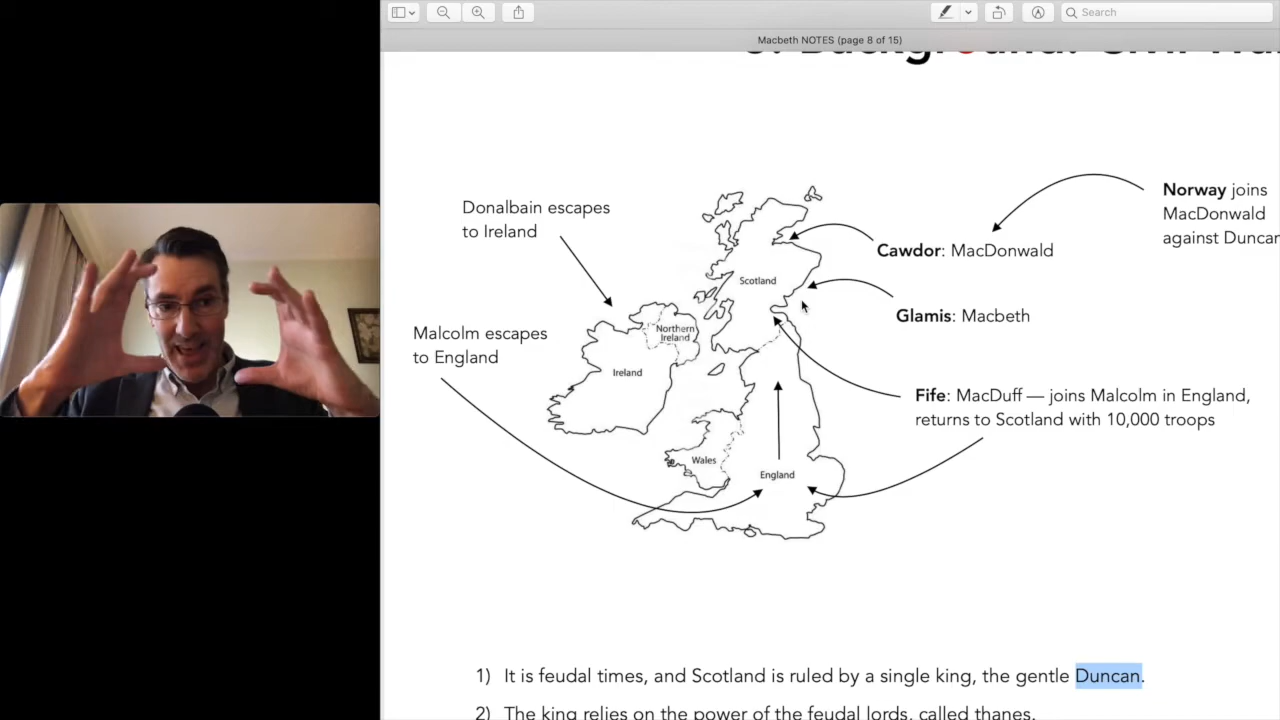 Search
Macbeth NOTES (page 8 of 15)
Donalbain escapes
to Ireland
Malcolm escapes
to England
Scotland
Northern
Ireland
Ireland
Wales
England
Norway joins
MacDonwald
against Duncan
Cawdor: MacDonwald
Glamis: Macbeth
Fife: MacDuff — joins Malcolm in England,
returns to Scotland with 10,000 troops
1) It is feudal times, and Scotland is ruled by a single king, the gentle Duncan.
2) The king relies on the power of the feudal lords, called thanes.